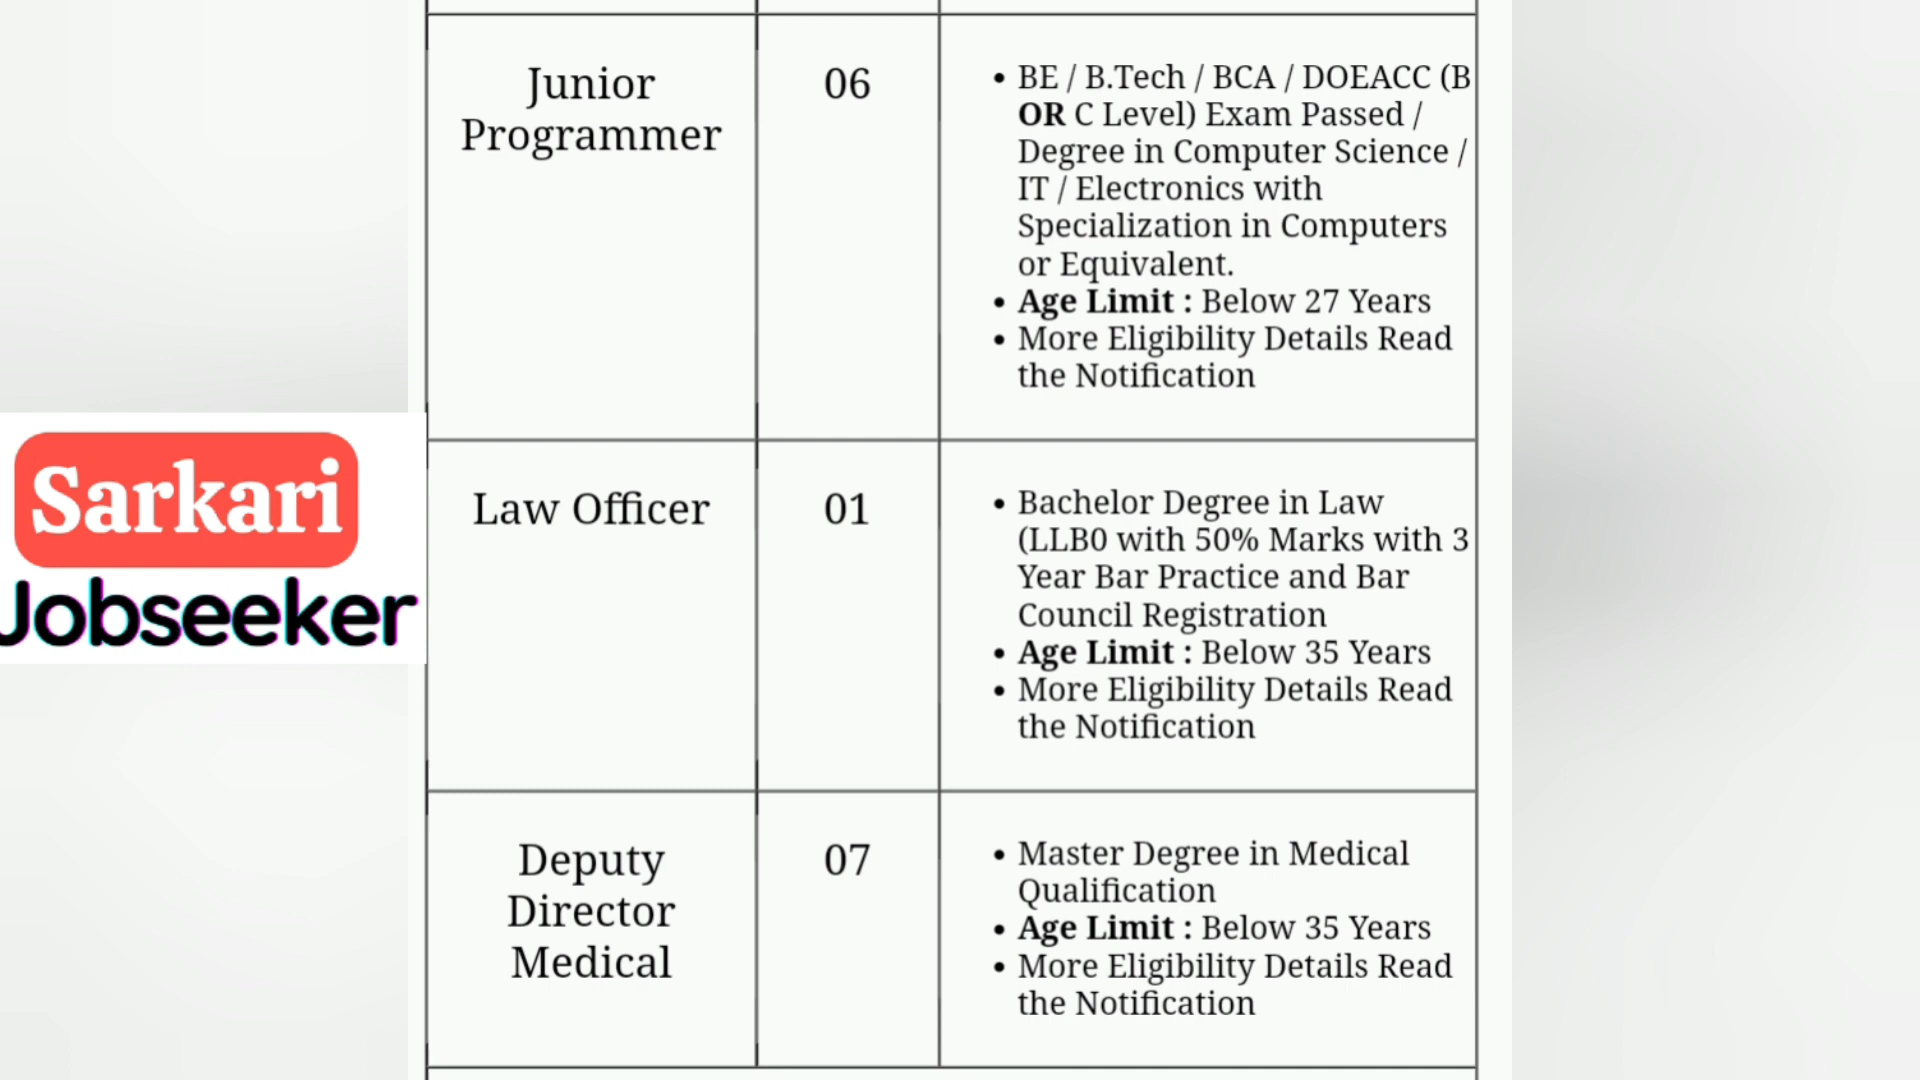 Junior
Programmer
06
• BE / B.Tech / BCA / DOEACC (B
OR C Level) Exam Passed /
Degree in Computer Science /
IT / Electronics with
Specialization in Computers
or Equivalent.
• Age Limit : Below 27 Years
• More Eligibility Details Read
the Notification
Sarkari
Jobseeker
Law Officer
01
• Bachelor Degree in Law
(LLB0 with 50% Marks with 3
Year Bar Practice and Bar
Council Registration
• Age Limit : Below 35 Years
• More Eligibility Details Read
the Notification
Deputy
Director
Medical
07
• Master Degree in Medical
Qualification
• Age Limit : Below 35 Years
• More Eligibility Details Read
the Notification